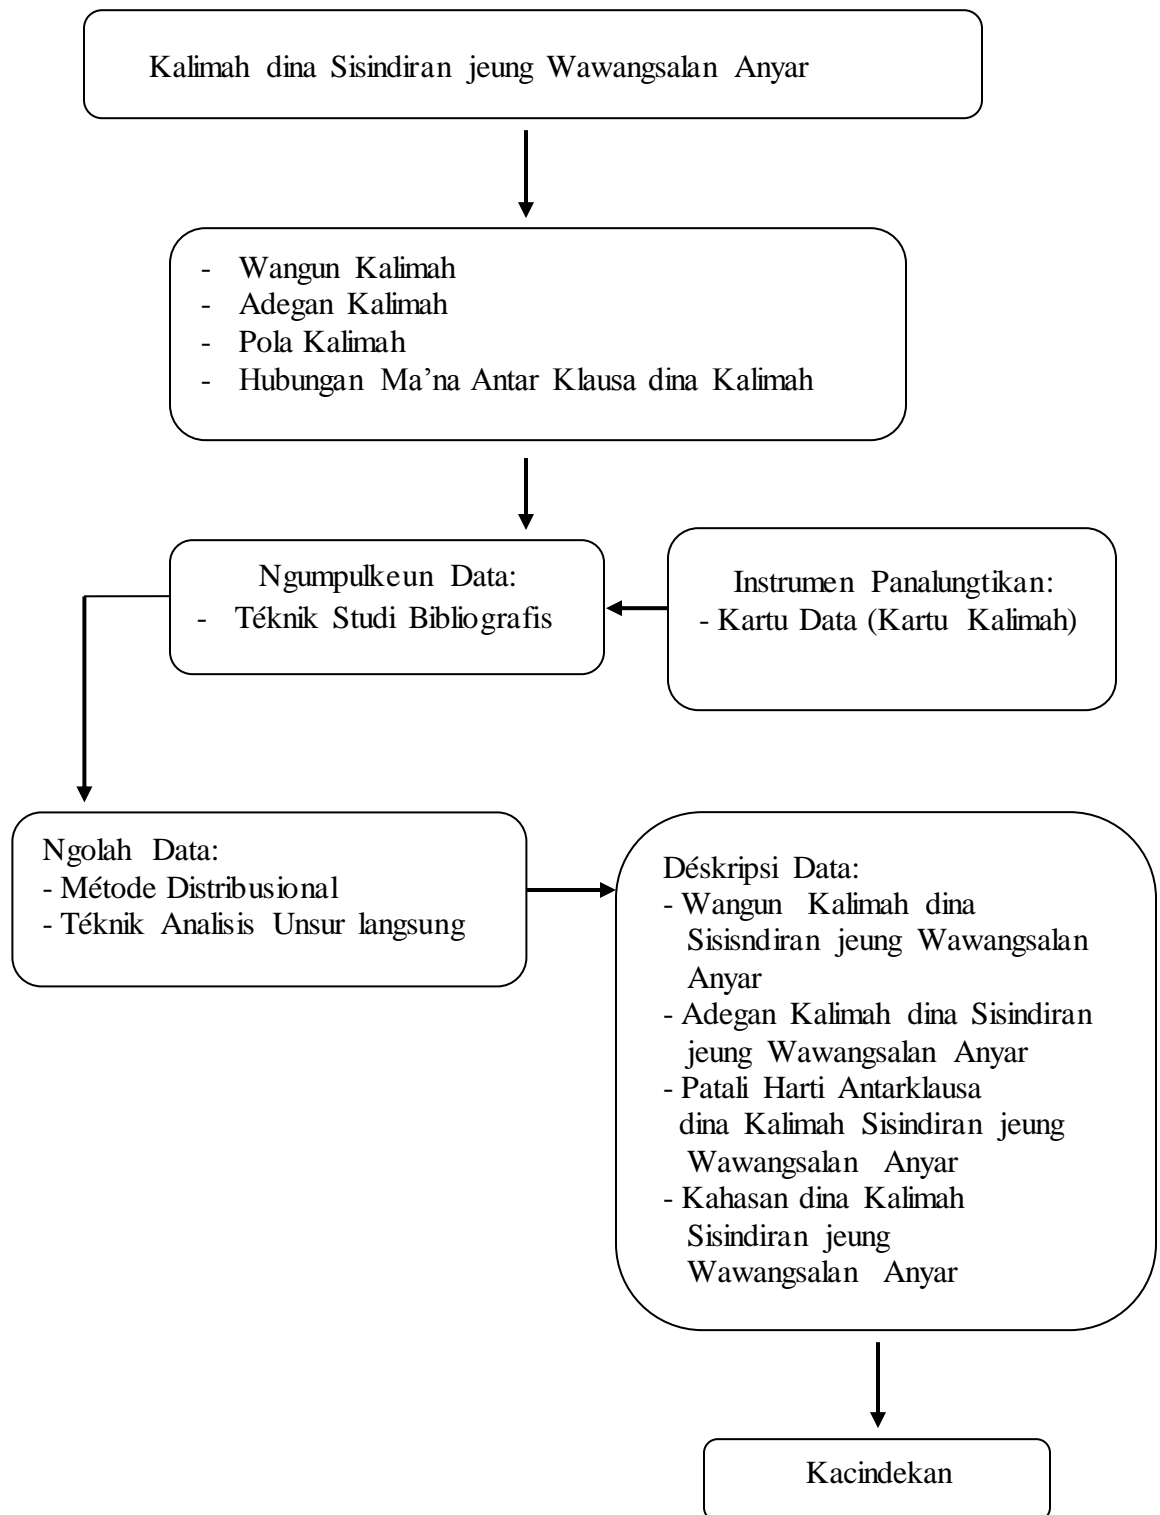 Kalimah dina Sisindiran jeung Wawangsalan Anyar
- Wangun Kalimah
- Adegan Kalimah
- Pola Kalimah
- Hubungan Ma’na Antar Klausa dina Kalimah
Ngumpulkeun Data:
- Téknik Studi Bibliografis
Instrumen Panalungtikan:
- Kartu Data (Kartu Kalimah)
Ngolah Data:
- Métode Distribusional
- Téknik Analisis Unsur langsung
Déskripsi Data:
- Wangun Kalimah dina
Sisisndiran jeung Wawangsalan
Anyar
- Adegan Kalimah dina Sisindiran
jeung Wawangsalan Anyar
- Patali Harti Antarklausa
dina Kalimah Sisindiran jeung
Wawangsalan Anyar
- Kahasan dina Kalimah
Sisindiran jeung
Wawangsalan Anyar
Kacindekan